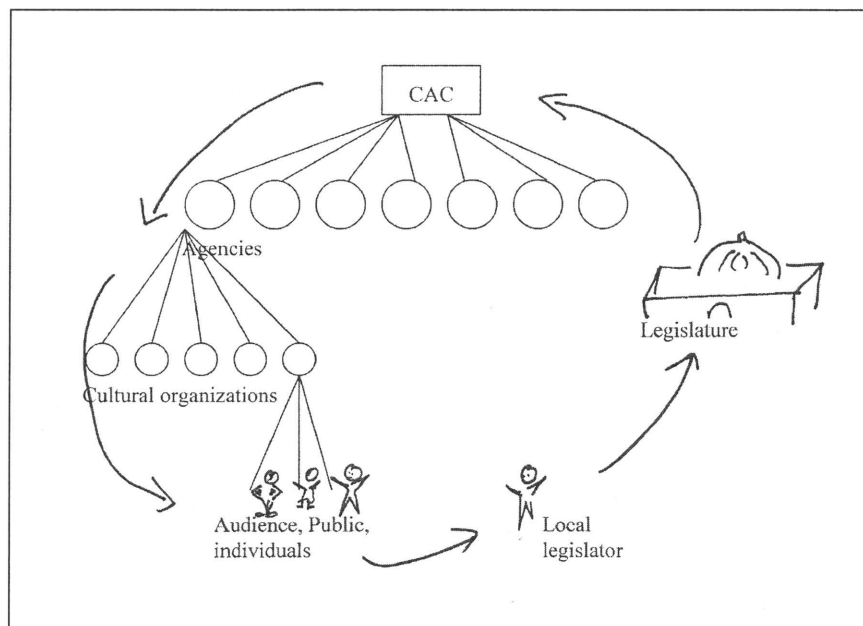 CAC
Agencies
Legislature
Cultural organizations
Audience, Public,
individuals
Local
legislator